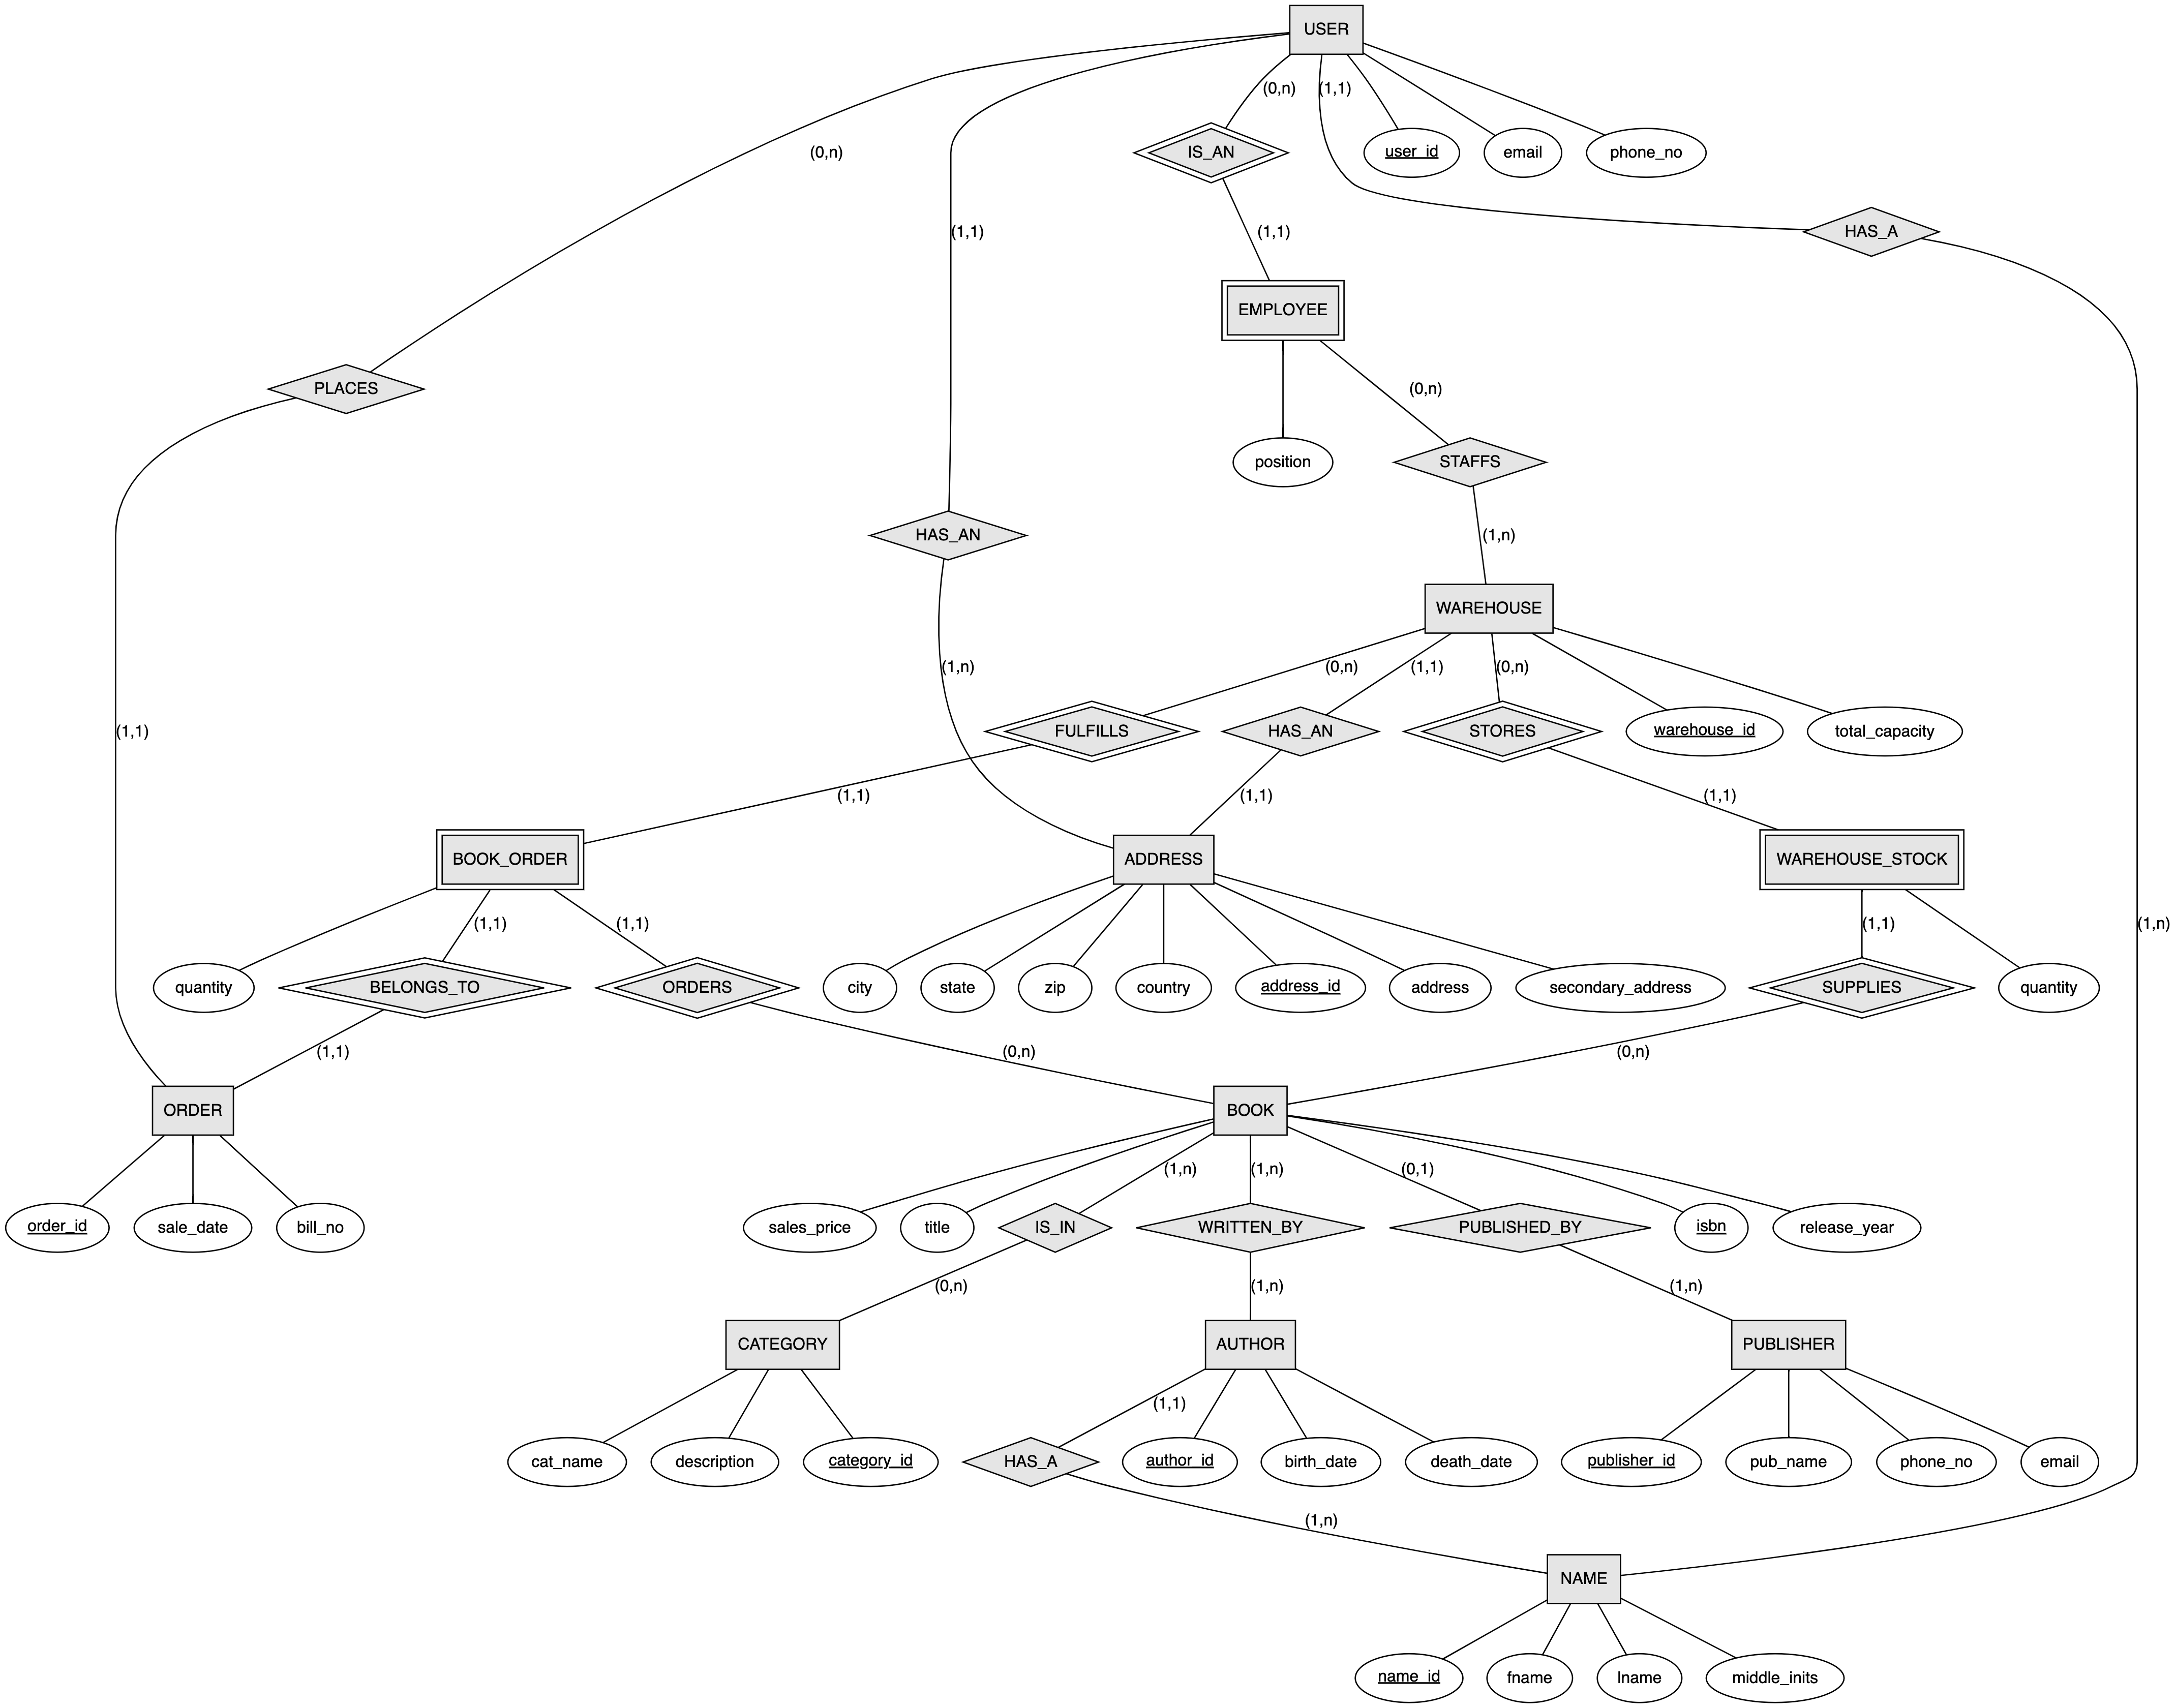 USER
(0,n)
(1,1)
(0,n)
IS_AN
user_id
email
phone_no
(1,1)
(1,1)
HAS_A
EMPLOYEE
PLACES
(0,n)
position
STAFFS
HAS_AN
(1,n)
WAREHOUSE
(1,n)
(0,n)
(1,1)
(0,n)
(1,1)
FULFILLS
HAS_AN
STORES
warehouse_id
total_capacity
(1,1)
(1,1)
(1,1)
BOOK_ORDER
ADDRESS
WAREHOUSE_STOCK
(1,1)
(1,1)
(1,1)
(1,n)
quantity
BELONGS_TO
ORDERS
city
state
zip
country
address_id
address
secondary_address
SUPPLIES
quantity
(1,1)
(0,n)
(0,n)
ORDER
BOOK
(1,n)
(1,n)
(0,1)
order_id
sale_date
bill_no
sales_price
title
IS_IN
WRITTEN_BY
PUBLISHED_BY
isbn
release_year
(0,n)
(1,n)
(1,n)
CATEGORY
AUTHOR
PUBLISHER
(1,1)
cat_name
description
category_id
HAS_A
author_id
birth_date
death_date
publisher_id
pub_name
phone_no
email
(1,n)
NAME
name_id
fname
lname
middle_inits